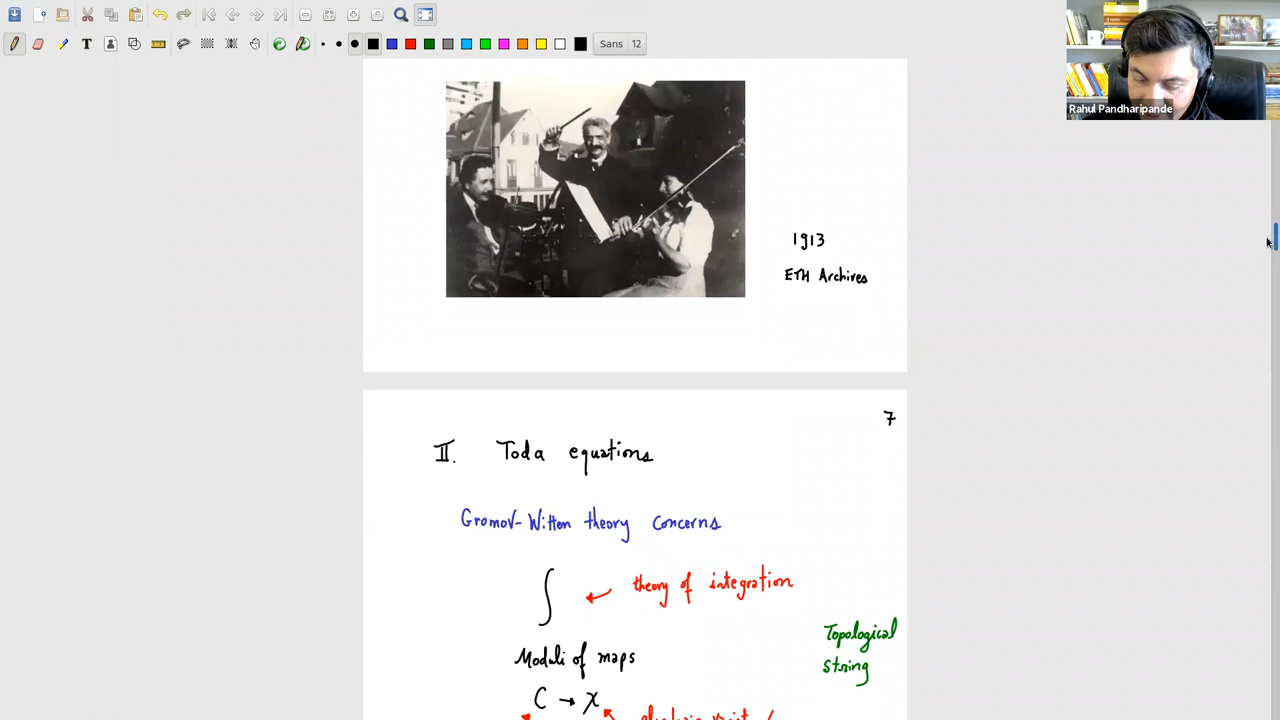 T
Sans 12
Rahul Pandharipande
1913
ETH Archives
7
II. Toda equations
Gromov-Witten theory concerns
∫ ← theory of integration
Topological
string
Moduli of maps
C → X